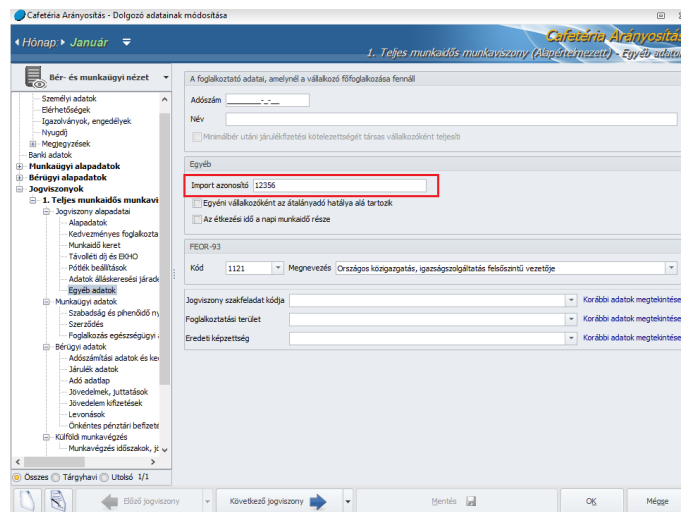 Cafetéria Arányosítás - Dolgozó adatainak módosítása
Hónap: Január
Cafetéria Arányosítás
1. Teljes munkaidős munkaviszony (Alapértelmezett) - Egyéb adatok
Bér- és munkaügyi nézet
Személyi adatok
Elérhetőségek
Igazolványok, engedélyek
Nyugdíj
Megjegyzések
Banki adatok
Munkaügyi alapadatok
Bérügyi alapadatok
Jogviszonyok
1. Teljes munkaidős munkavi
Jogviszony alapadatai
Alapadatok
Kedvezményes foglalkozta
Munkaidő keret
Távolléti díj és EKHO
Pótlék beállítások
Adatok álláskeresési járadé
Egyéb adatok
Munkaügyi adatok
Szabadság és pihenőidő ny
Szerződés
Foglalkozás egészségügyi
Bérügyi adatok
Adószámítási adatok és ke
Járulék adatok
Adó adatlap
Jövedelmek, juttatások
Jövedelem kifizetések
Levonások
Önkéntes pénztári befizeté
Külföldi munkavégzés
Munkavégzés időszakok, jö
Összes Tárgyhavi Utolsó 1/1
A foglalkoztató adatai, amelynél a vállalkozó főfoglalkozása fennáll
Adószám ________-_-__
Név
Minimálbér utáni járulékfizetési kötelezettségét társas vállalkozóként teljesíti
Egyéb
Import azonosító 12356
Egyéni vállalkozóként az átalányadó hatálya alá tartozik
Az étkezési idő a napi munkaidő része
FEOR-93
Kód 1121 Megnevezés Országos közigazgatás, igazságszolgáltatás felsőszintű vezetője
Jogviszony szakfeladat kódja Korábbi adatok megtekintése
Foglalkoztatási terület Korábbi adatok megtekintése
Eredeti képzettség Korábbi adatok megtekintése
Előző jogviszony Következő jogviszony Mentés OK Mégse